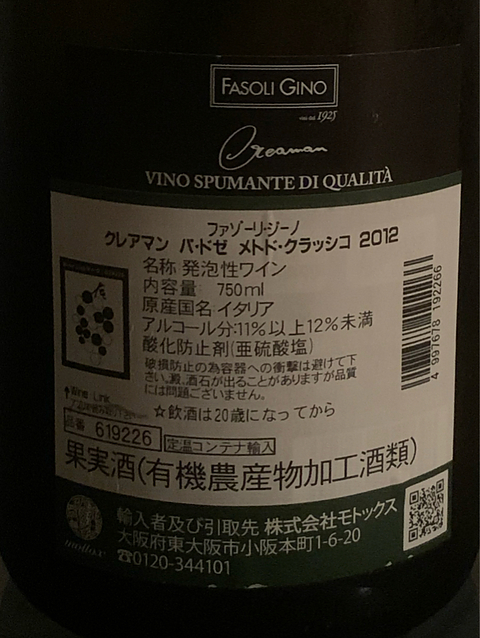 FASOLI GINO
1925
Creaman
VINO SPUMANTE DI QUALITÀ
ファゾーリ・ジーノ
クレアマン パ・ドゼ メトド・クラッシコ 2012
名称 発泡性ワイン
内容量 750ml
原産国名 イタリア
アルコール分:11%以上12%未満
酸化防止剤(亜硫酸塩)
破損防止の為容器への衝撃は避けて下
さい。澱、酒石が出ることがありますが品質
には問題ございません。
Wine Link
☆飲酒は20歳になってから
品番 619226
定温コンテナ輸入
果実酒(有機農産物加工酒類)
輸入者及び引取先 株式会社モトックス
大阪府東大阪市小阪本町1-6-20
☎0120-344101
mottox
4 997678 192266